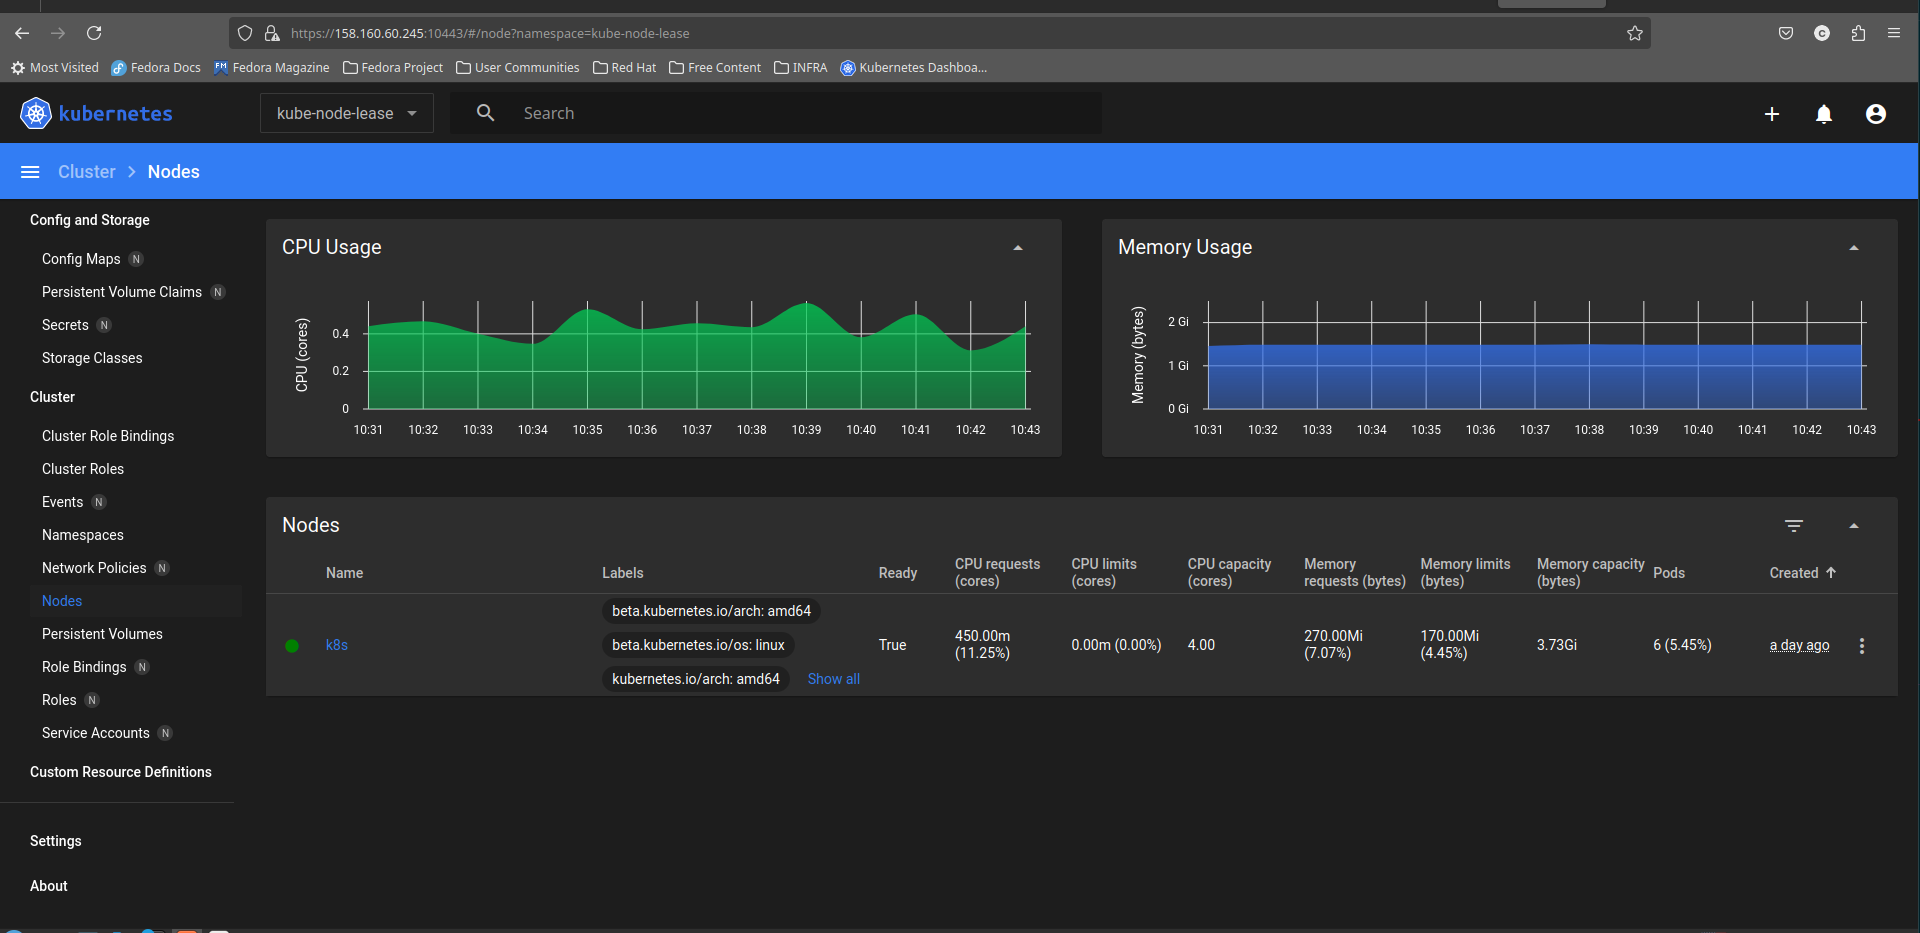 https://158.160.60.245:10443/#/node?namespace=kube-node-lease
Most Visited Fedora Docs Fedora Magazine Fedora Project User Communities Red Hat Free Content INFRA Kubernetes Dashboa...
kubernetes kube-node-lease Search
Cluster > Nodes
Config and Storage
Config Maps N
Persistent Volume Claims N
Secrets N
Storage Classes
Cluster
Cluster Role Bindings
Cluster Roles
Events N
Namespaces
Network Policies N
Nodes
Persistent Volumes
Role Bindings N
Roles N
Service Accounts N
Custom Resource Definitions
Settings
About
CPU Usage
CPU (cores)
0.4
0.2
0
10:31 10:32 10:33 10:34 10:35 10:36 10:37 10:38 10:39 10:40 10:41 10:42 10:43
Memory Usage
Memory (bytes)
2 Gi
1 Gi
0 Gi
10:31 10:32 10:33 10:34 10:35 10:36 10:37 10:38 10:39 10:40 10:41 10:42 10:43
Nodes
Name Labels Ready CPU requests (cores) CPU limits (cores) CPU capacity (cores) Memory requests (bytes) Memory limits (bytes) Memory capacity (bytes) Pods Created
beta.kubernetes.io/arch: amd64
k8s beta.kubernetes.io/os: linux True 450.00m (11.25%) 0.00m (0.00%) 4.00 270.00Mi (7.07%) 170.00Mi (4.45%) 3.73Gi 6 (5.45%) a day ago
kubernetes.io/arch: amd64 Show all